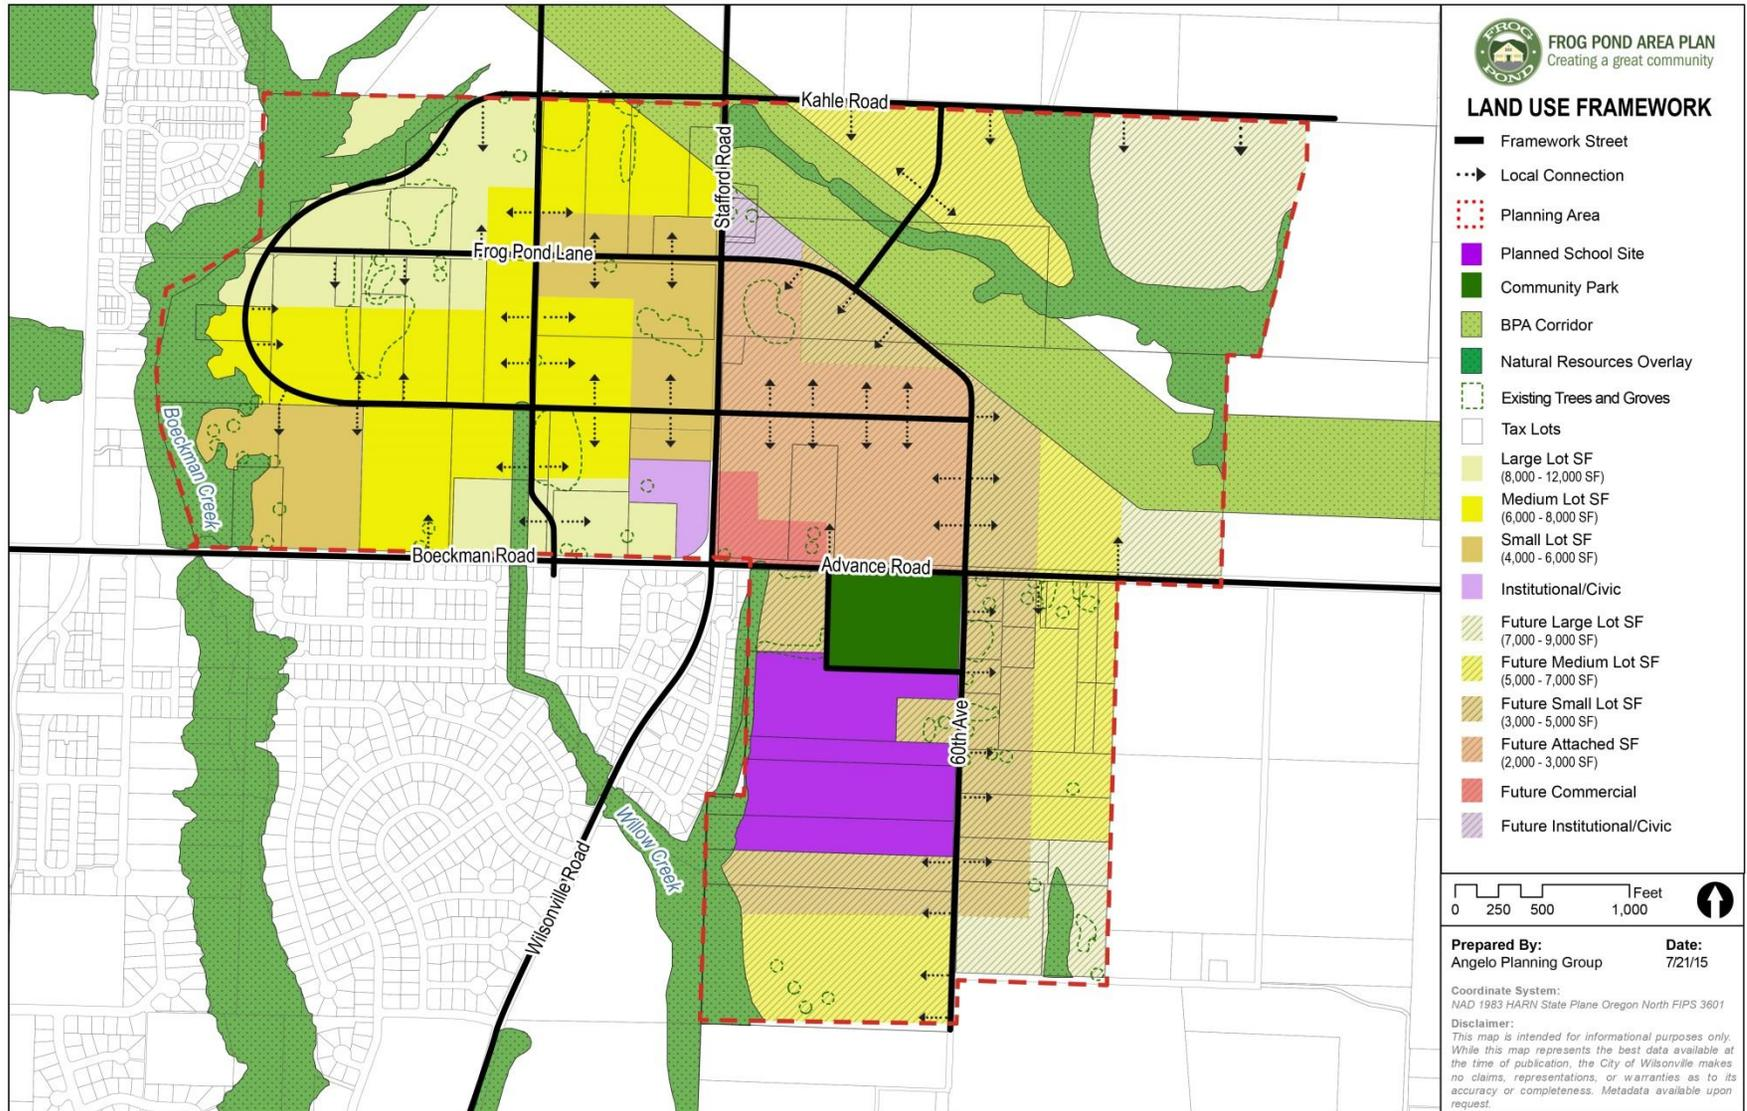 Kahle Road
Stafford Road
Frog Pond Lane
Boeckman Creek
Boeckman Road
Advance Road
60th Ave
Willow Creek
Wilsonville Road
FROG
POND
FROG POND AREA PLAN
Creating a great community
LAND USE FRAMEWORK
Framework Street
Local Connection
Planning Area
Planned School Site
Community Park
BPA Corridor
Natural Resources Overlay
Existing Trees and Groves
Tax Lots
Large Lot SF
(8,000 - 12,000 SF)
Medium Lot SF
(6,000 - 8,000 SF)
Small Lot SF
(4,000 - 6,000 SF)
Institutional/Civic
Future Large Lot SF
(7,000 - 9,000 SF)
Future Medium Lot SF
(5,000 - 7,000 SF)
Future Small Lot SF
(3,000 - 5,000 SF)
Future Attached SF
(2,000 - 3,000 SF)
Future Commercial
Future Institutional/Civic
Feet
0 250 500 1,000
Prepared By: Date:
Angelo Planning Group 7/21/15
Coordinate System:
NAD 1983 HARN State Plane Oregon North FIPS 3601
Disclaimer:
This map is intended for informational purposes only.
While this map represents the best data available at
the time of publication, the City of Wilsonville makes
no claims, representations, or warranties as to its
accuracy or completeness. Metadata available upon
request.